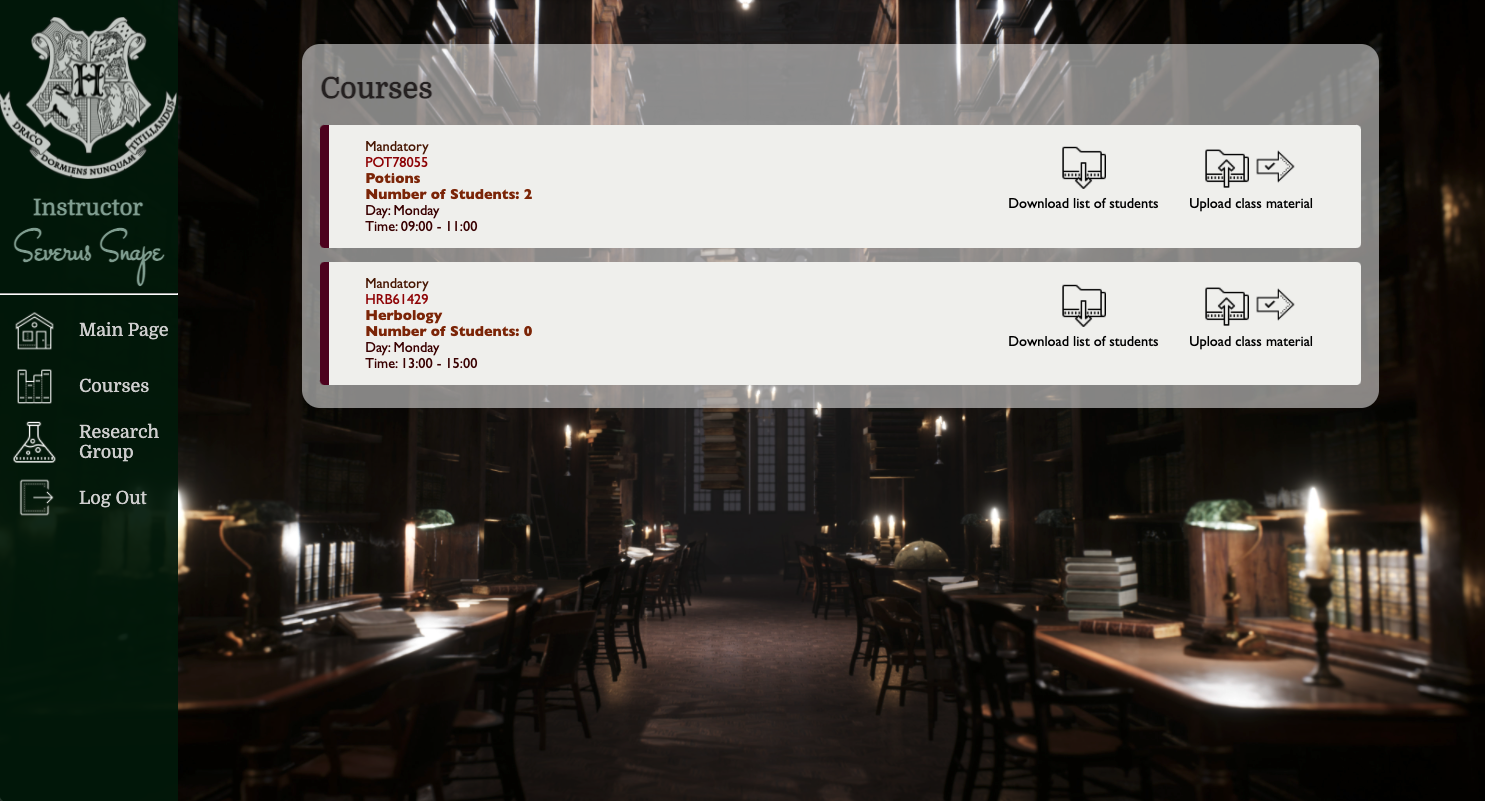 H
DRACO DORMIENS NUNQUAM TITILLANDUS
Instructor
Severus Snape
Main Page
Courses
Research
Group
Log Out
Courses
Mandatory
POT78055
Potions
Number of Students: 2
Day: Monday
Time: 09:00 - 11:00
Download list of students
Upload class material
Mandatory
HRB61429
Herbology
Number of Students: 0
Day: Monday
Time: 13:00 - 15:00
Download list of students
Upload class material